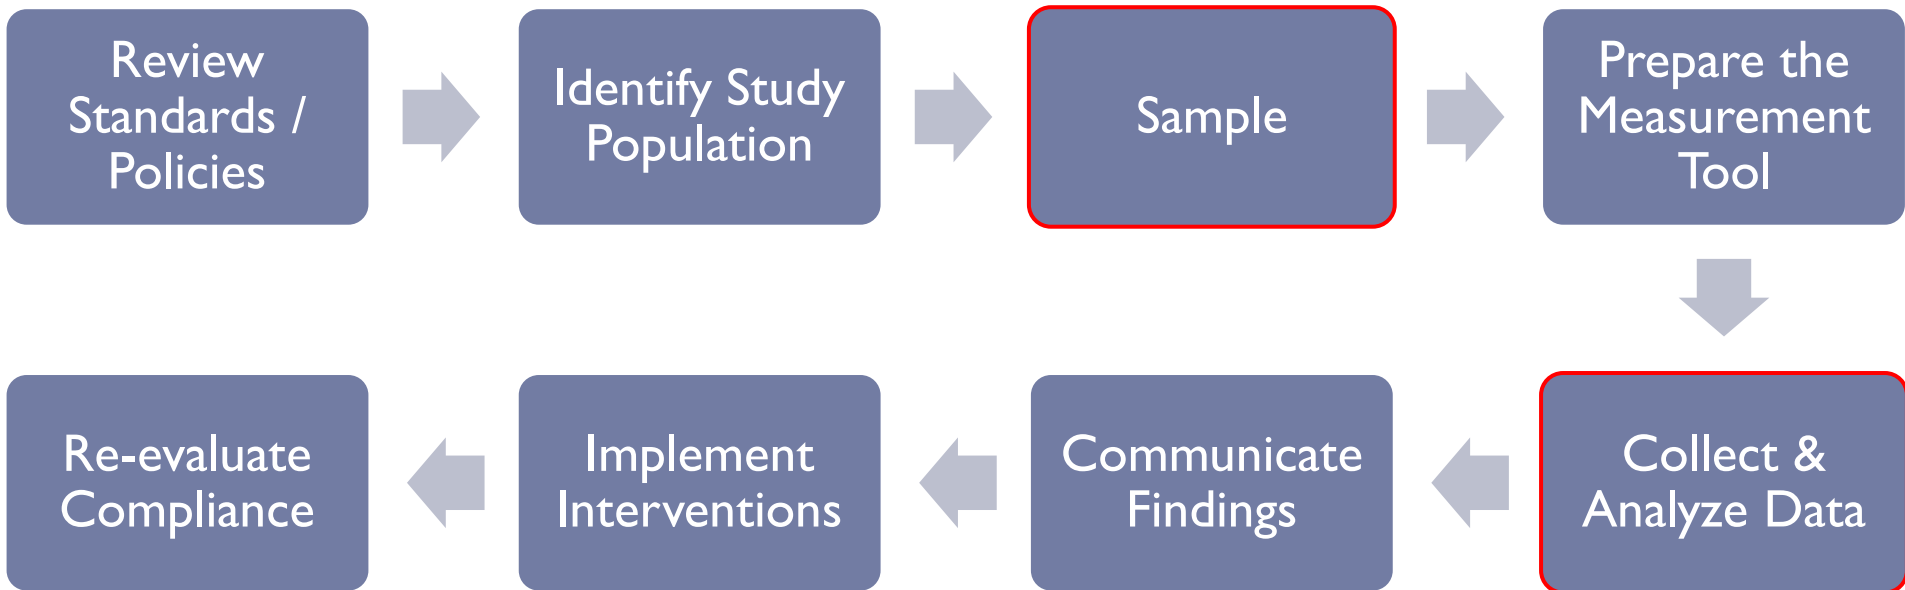 Review
Standards /
Policies
Identify Study
Population
Sample
Prepare the
Measurement
Tool
Collect &
Analyze Data
Communicate
Findings
Implement
Interventions
Re-evaluate
Compliance